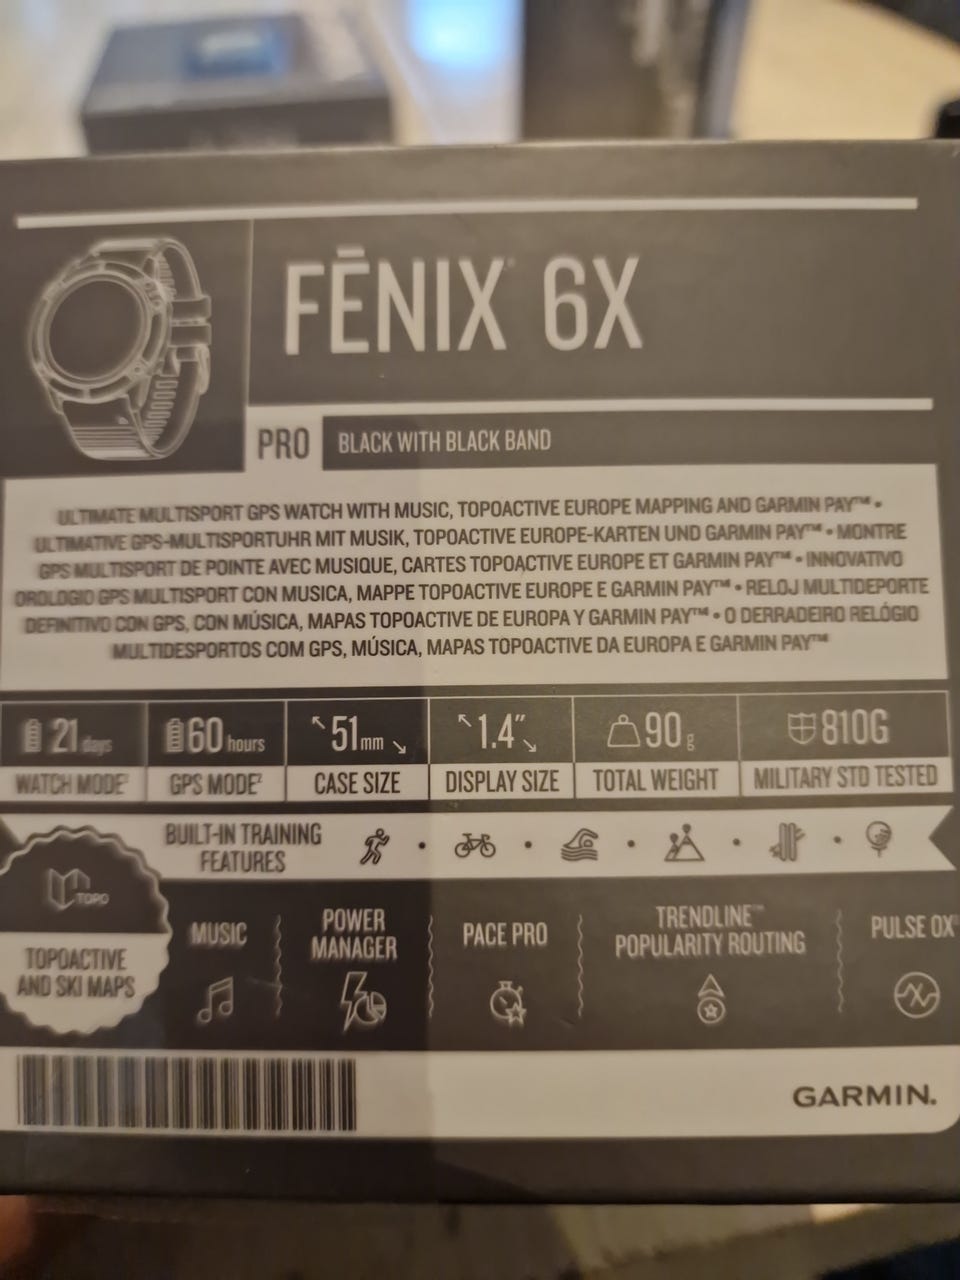 FĒNIX® 6X
PRO
BLACK WITH BLACK BAND
ULTIMATE MULTISPORT GPS WATCH WITH MUSIC, TOPOACTIVE EUROPE MAPPING AND GARMIN PAY™ •
ULTIMATIVE GPS-MULTISPORTUHR MIT MUSIK, TOPOACTIVE EUROPE-KARTEN UND GARMIN PAY™ • MONTRE
GPS MULTISPORT DE POINTE AVEC MUSIQUE, CARTES TOPOACTIVE EUROPE ET GARMIN PAY™ • INNOVATIVO
OROLOGIO GPS MULTISPORT CON MUSICA, MAPPE TOPOACTIVE EUROPE E GARMIN PAY™ • RELOJ MULTIDEPORTE
DEFINITIVO CON GPS, CON MÚSICA, MAPAS TOPOACTIVE DE EUROPA Y GARMIN PAY™ • O DERRADEIRO RELÓGIO
MULTIDESPORTOS COM GPS, MÚSICA, MAPAS TOPOACTIVE DA EUROPA E GARMIN PAY™
21 days
WATCH MODE¹
60 hours
GPS MODE²
51mm
CASE SIZE
1.4"
DISPLAY SIZE
90 g
TOTAL WEIGHT
810G
MILITARY STD TESTED
BUILT-IN TRAINING
FEATURES
TOPO
TOPOACTIVE
AND SKI MAPS
MUSIC
POWER
MANAGER
PACE PRO
TRENDLINE™
POPULARITY ROUTING
PULSE OX³
GARMIN.